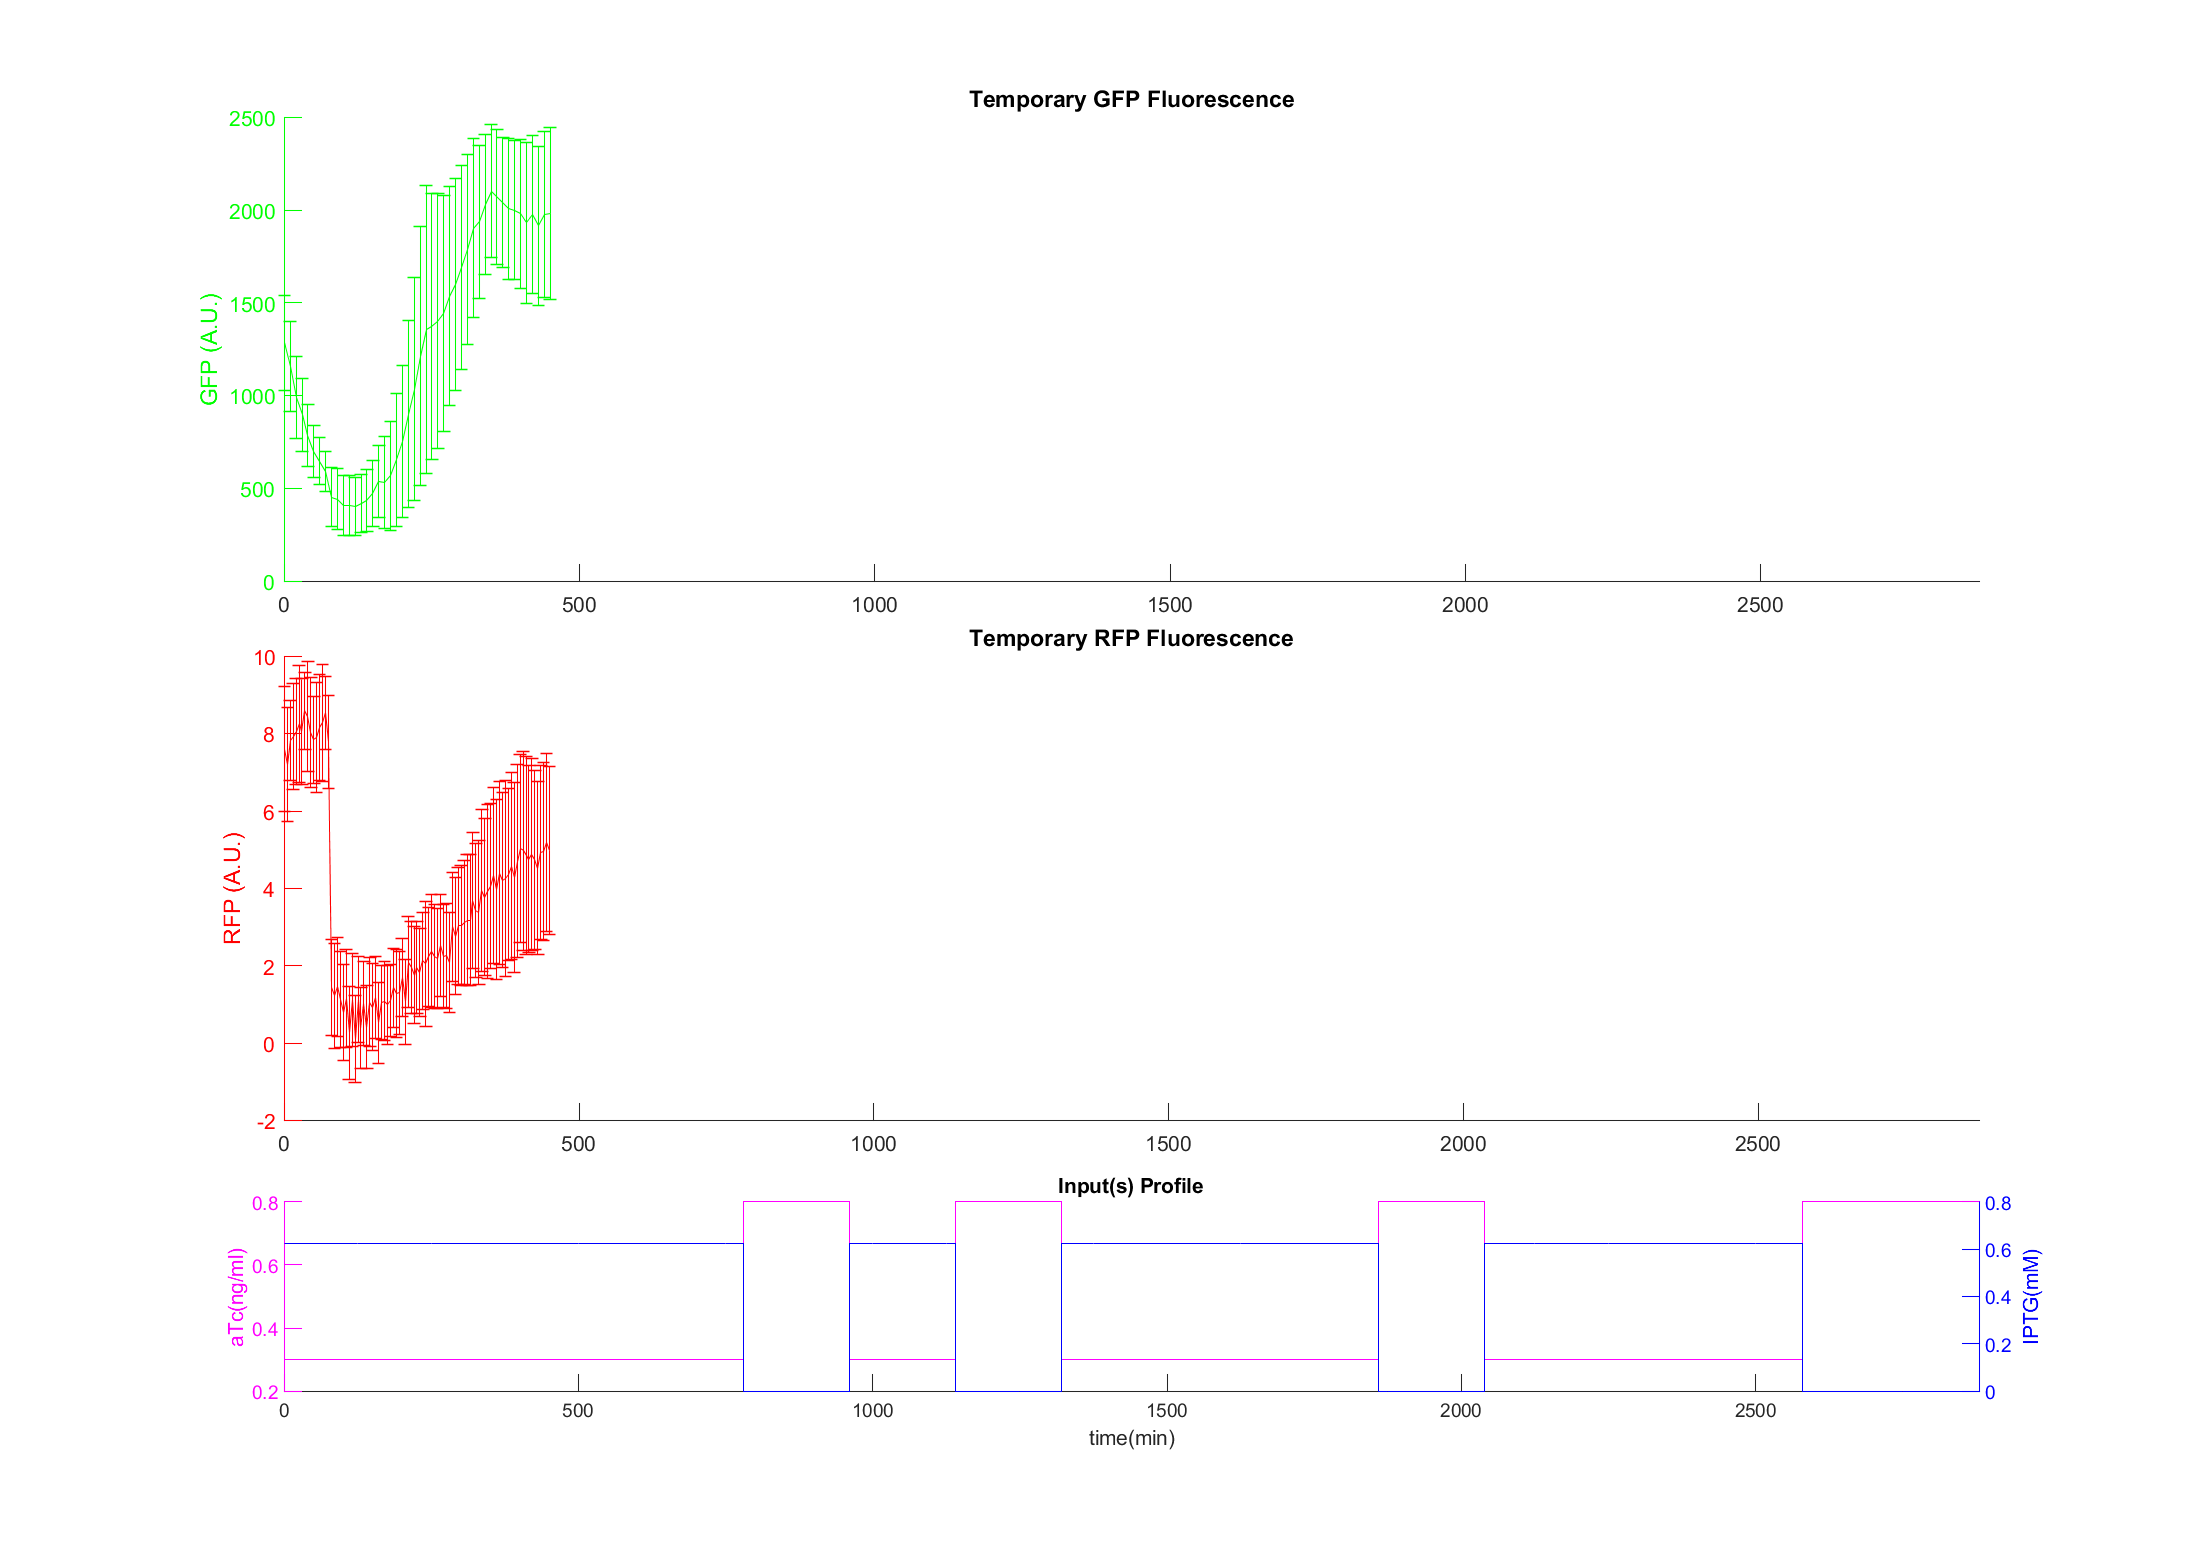 Temporary GFP Fluorescence
2500
2000
1500
1000
500
0
GFP (A.U.)
0 500 1000 1500 2000 2500
Temporary RFP Fluorescence
10
8
6
4
2
0
-2
RFP (A.U.)
0 500 1000 1500 2000 2500
Input(s) Profile
0.8
0.6
0.4
0.2
aTc(ng/ml)
0.8
0.6
0.4
0.2
0
IPTG(mM)
0 500 1000 1500 2000 2500
time(min)